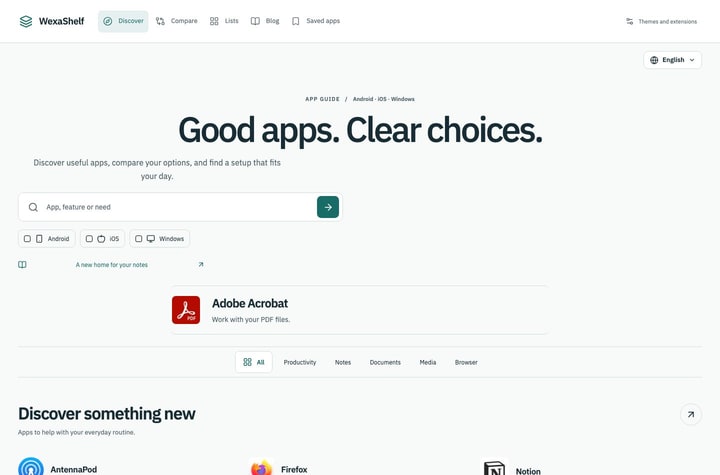 WexaShelf
Discover
Compare
Lists
Blog
Saved apps
Themes and extensions
English
APP GUIDE / Android · iOS · Windows
Good apps. Clear choices.
Discover useful apps, compare your options, and find a setup that fits
your day.
App, feature or need
Android
iOS
Windows
A new home for your notes
PDF
Adobe Acrobat
Work with your PDF files.
All
Productivity
Notes
Documents
Media
Browser
Discover something new
Apps to help with your everyday routine.
AntennaPod
Firefox
Notion